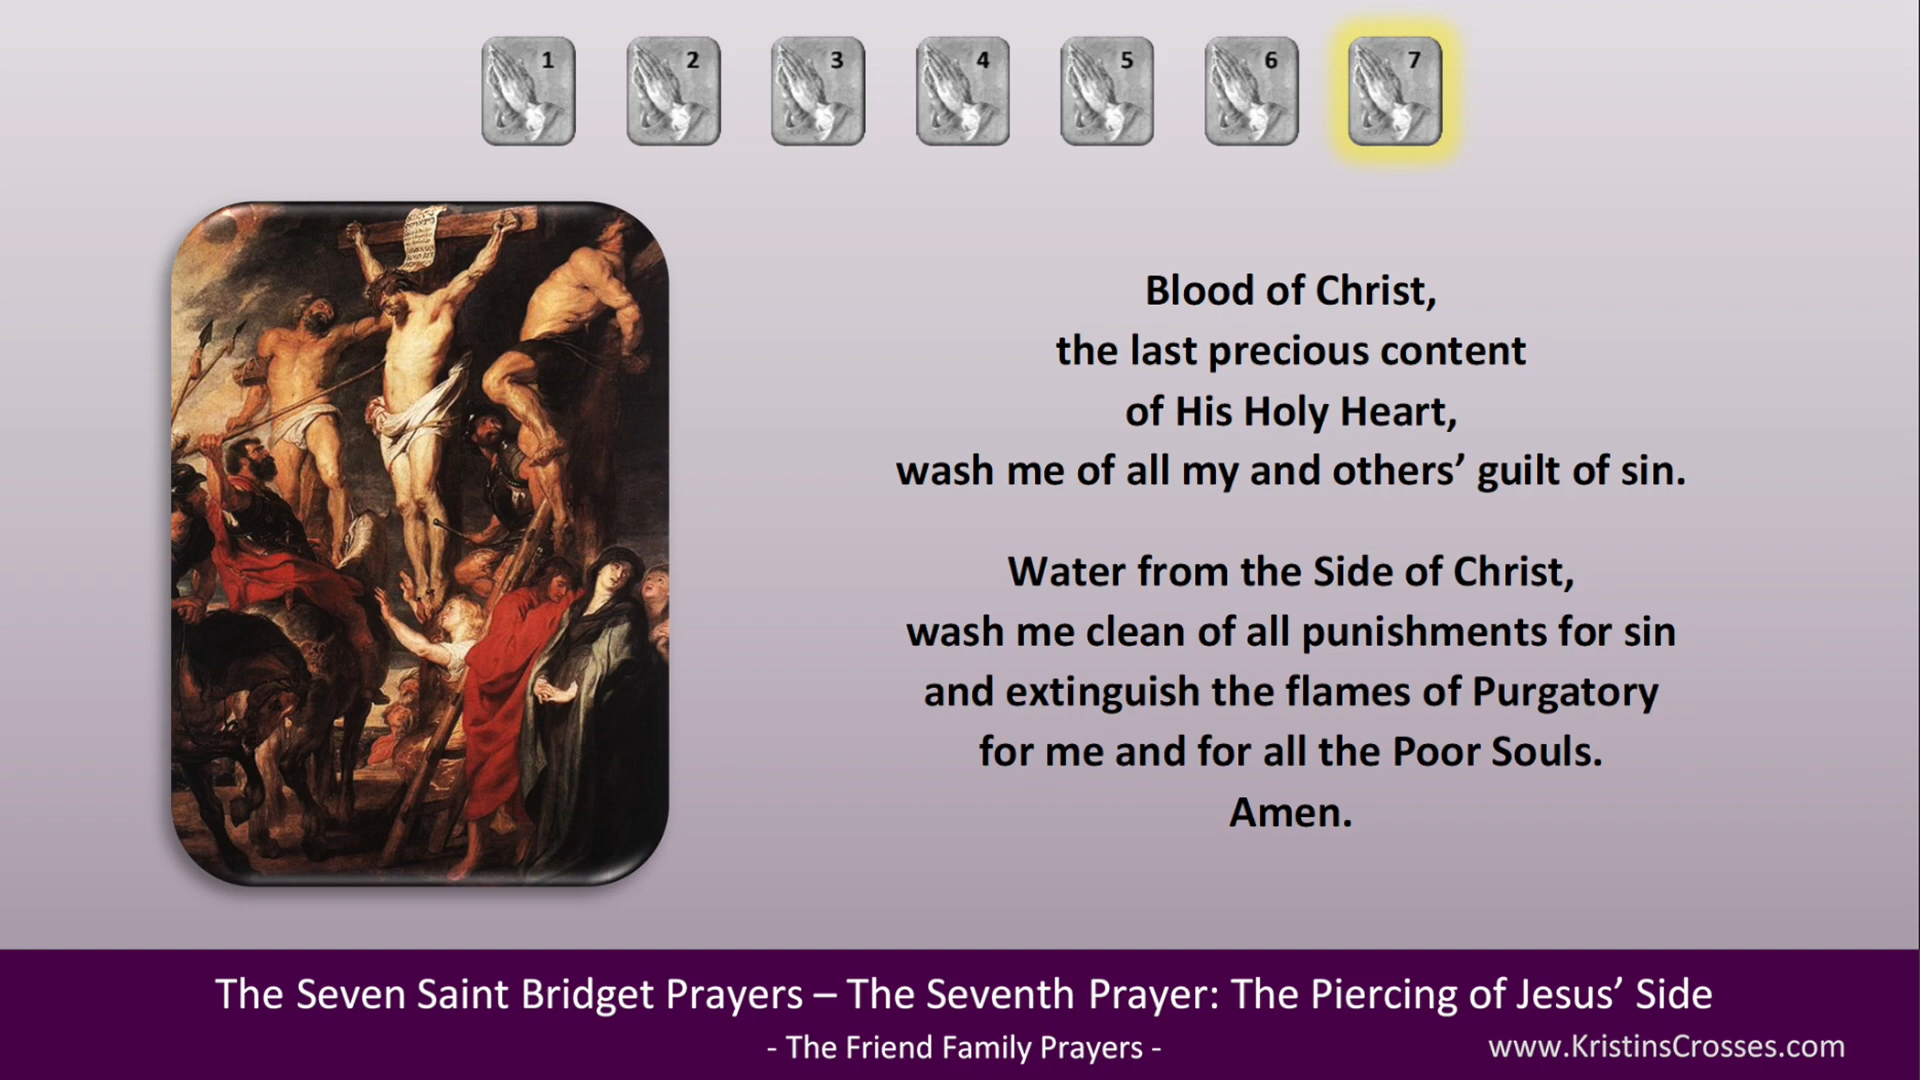 1
2
3
4
5
6
7
Blood of Christ,
the last precious content
of His Holy Heart,
wash me of all my and others’ guilt of sin.
Water from the Side of Christ,
wash me clean of all punishments for sin
and extinguish the flames of Purgatory
for me and for all the Poor Souls.
Amen.
The Seven Saint Bridget Prayers – The Seventh Prayer: The Piercing of Jesus’ Side
- The Friend Family Prayers -
www.KristinsCrosses.com